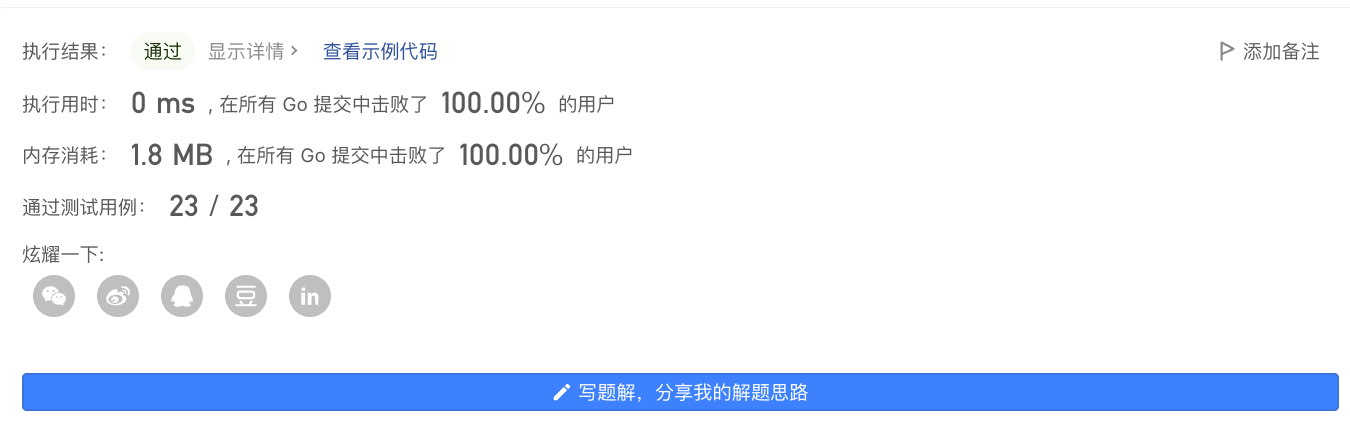 执行结果： 通过 显示详情 › 查看示例代码 添加备注
执行用时： 0 ms , 在所有 Go 提交中击败了 100.00% 的用户
内存消耗： 1.8 MB , 在所有 Go 提交中击败了 100.00% 的用户
通过测试用例： 23 / 23
炫耀一下:
豆 in
写题解，分享我的解题思路